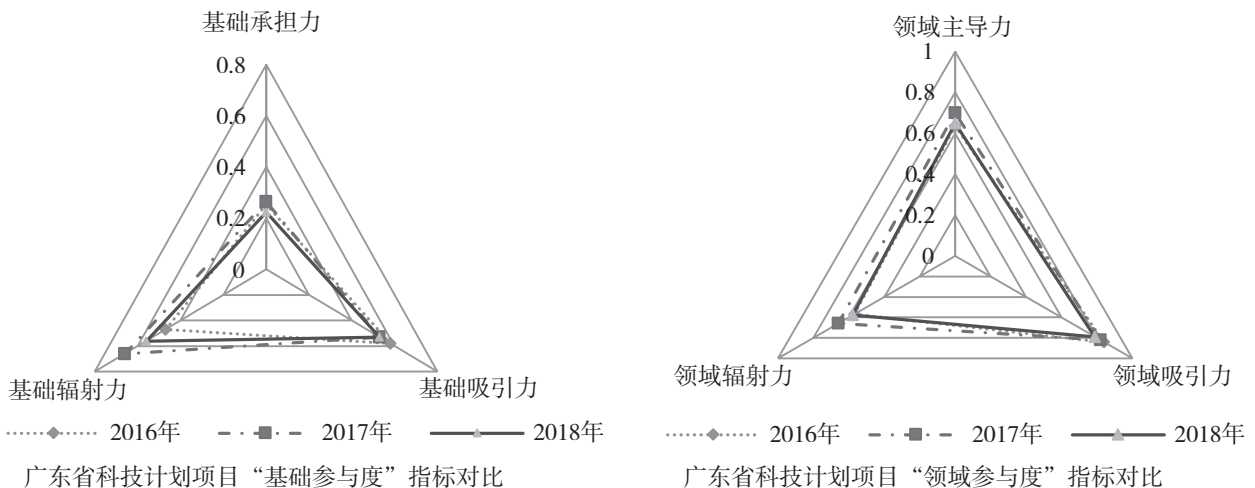 基础承担力
0.8
0.6
0.4
0.2
0
基础辐射力
基础吸引力
2016年 2017年 2018年
广东省科技计划项目“基础参与度”指标对比
领域主导力
1
0.8
0.6
0.4
0.2
0
领域辐射力
领域吸引力
2016年 2017年 2018年
广东省科技计划项目“领域参与度”指标对比